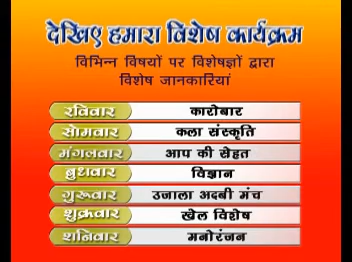 देखिए हमारा विशेष कार्यक्रम
विभिन्न विषयों पर विशेषज्ञों द्वारा
विशेष जानकारियां
रविवार कारोबार
सोमवार कला संस्कृति
मंगलवार आप की सेहत
बुधवार विज्ञान
गुरूवार उजाला अदबी मंच
शुक्रवार खेल विशेष
शनिवार मनोरंजन